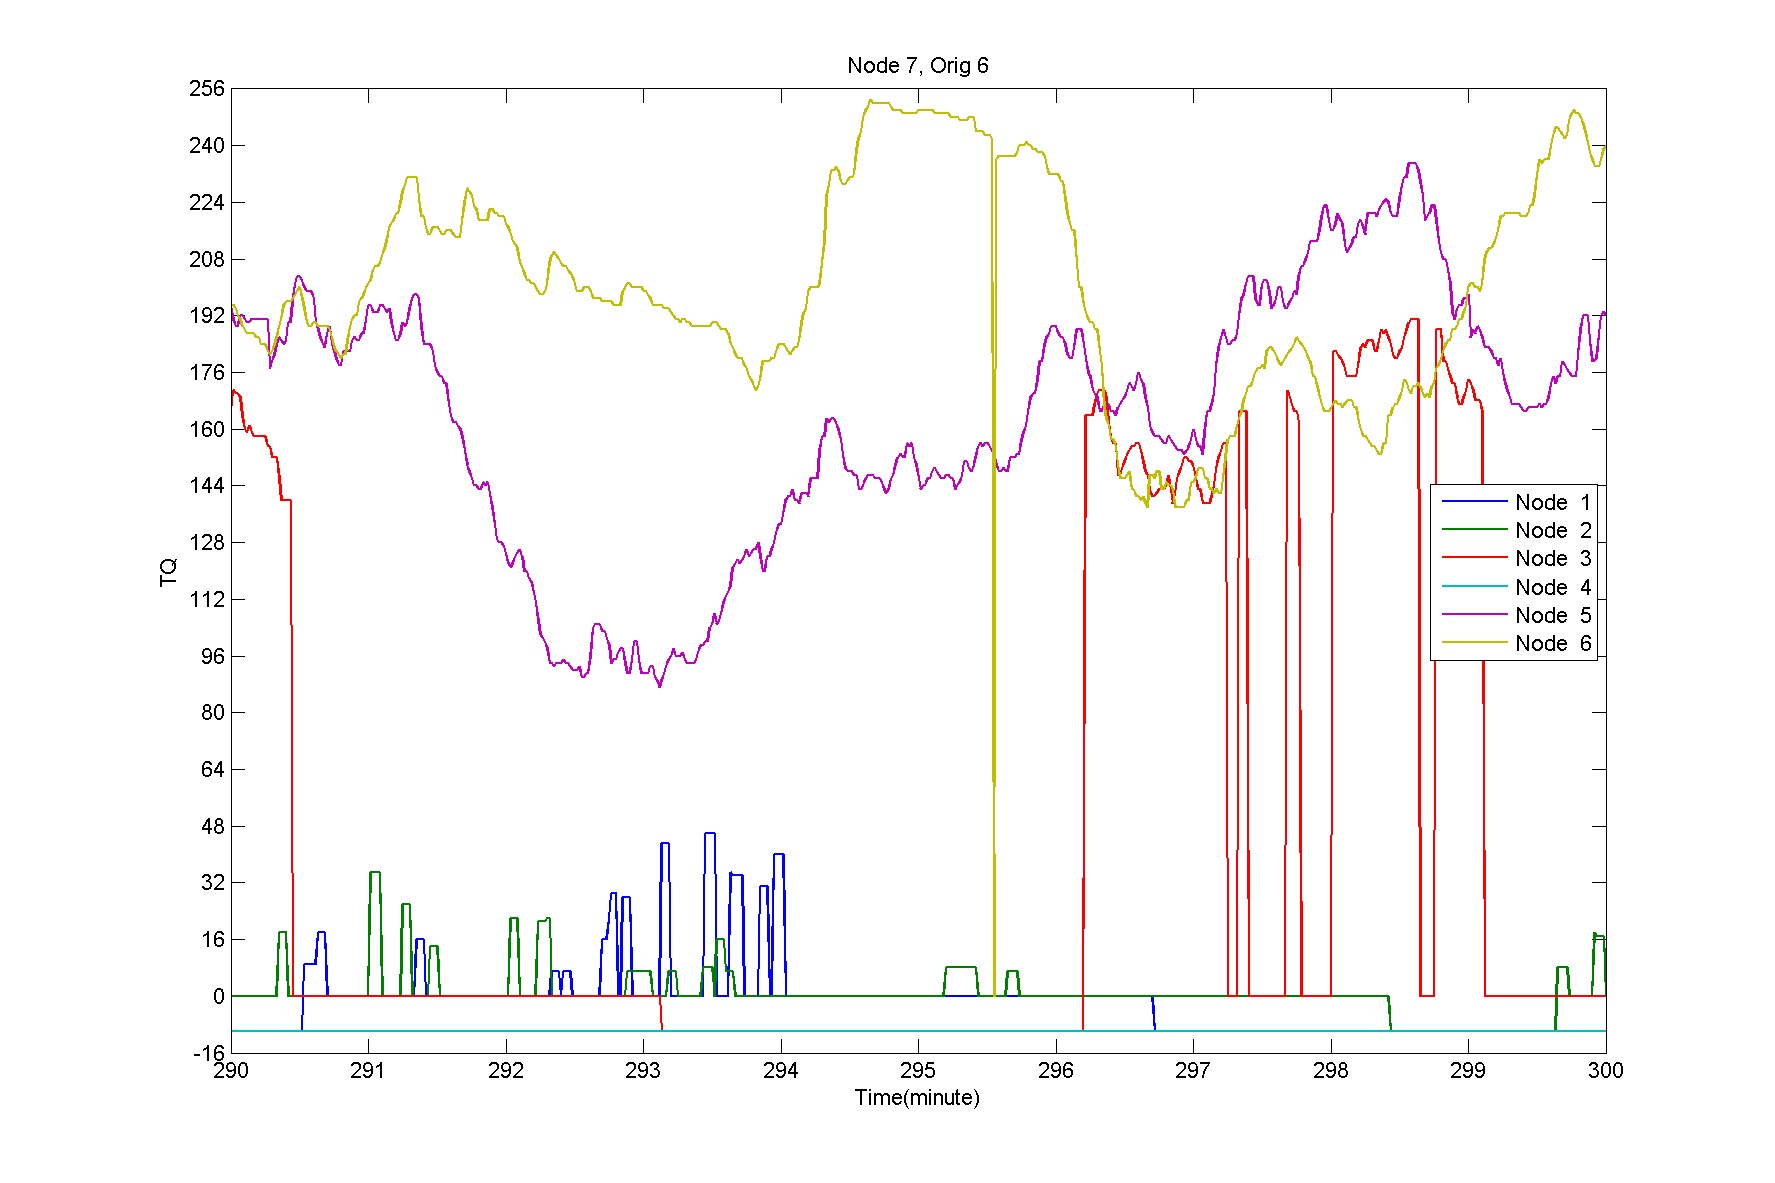 Node 7, Orig 6
256
240
224
208
192
176
160
144
128
112
96
80
64
48
32
16
0
-16
TQ
Node 1
Node 2
Node 3
Node 4
Node 5
Node 6
290 291 292 293 294 295 296 297 298 299 300
Time(minute)